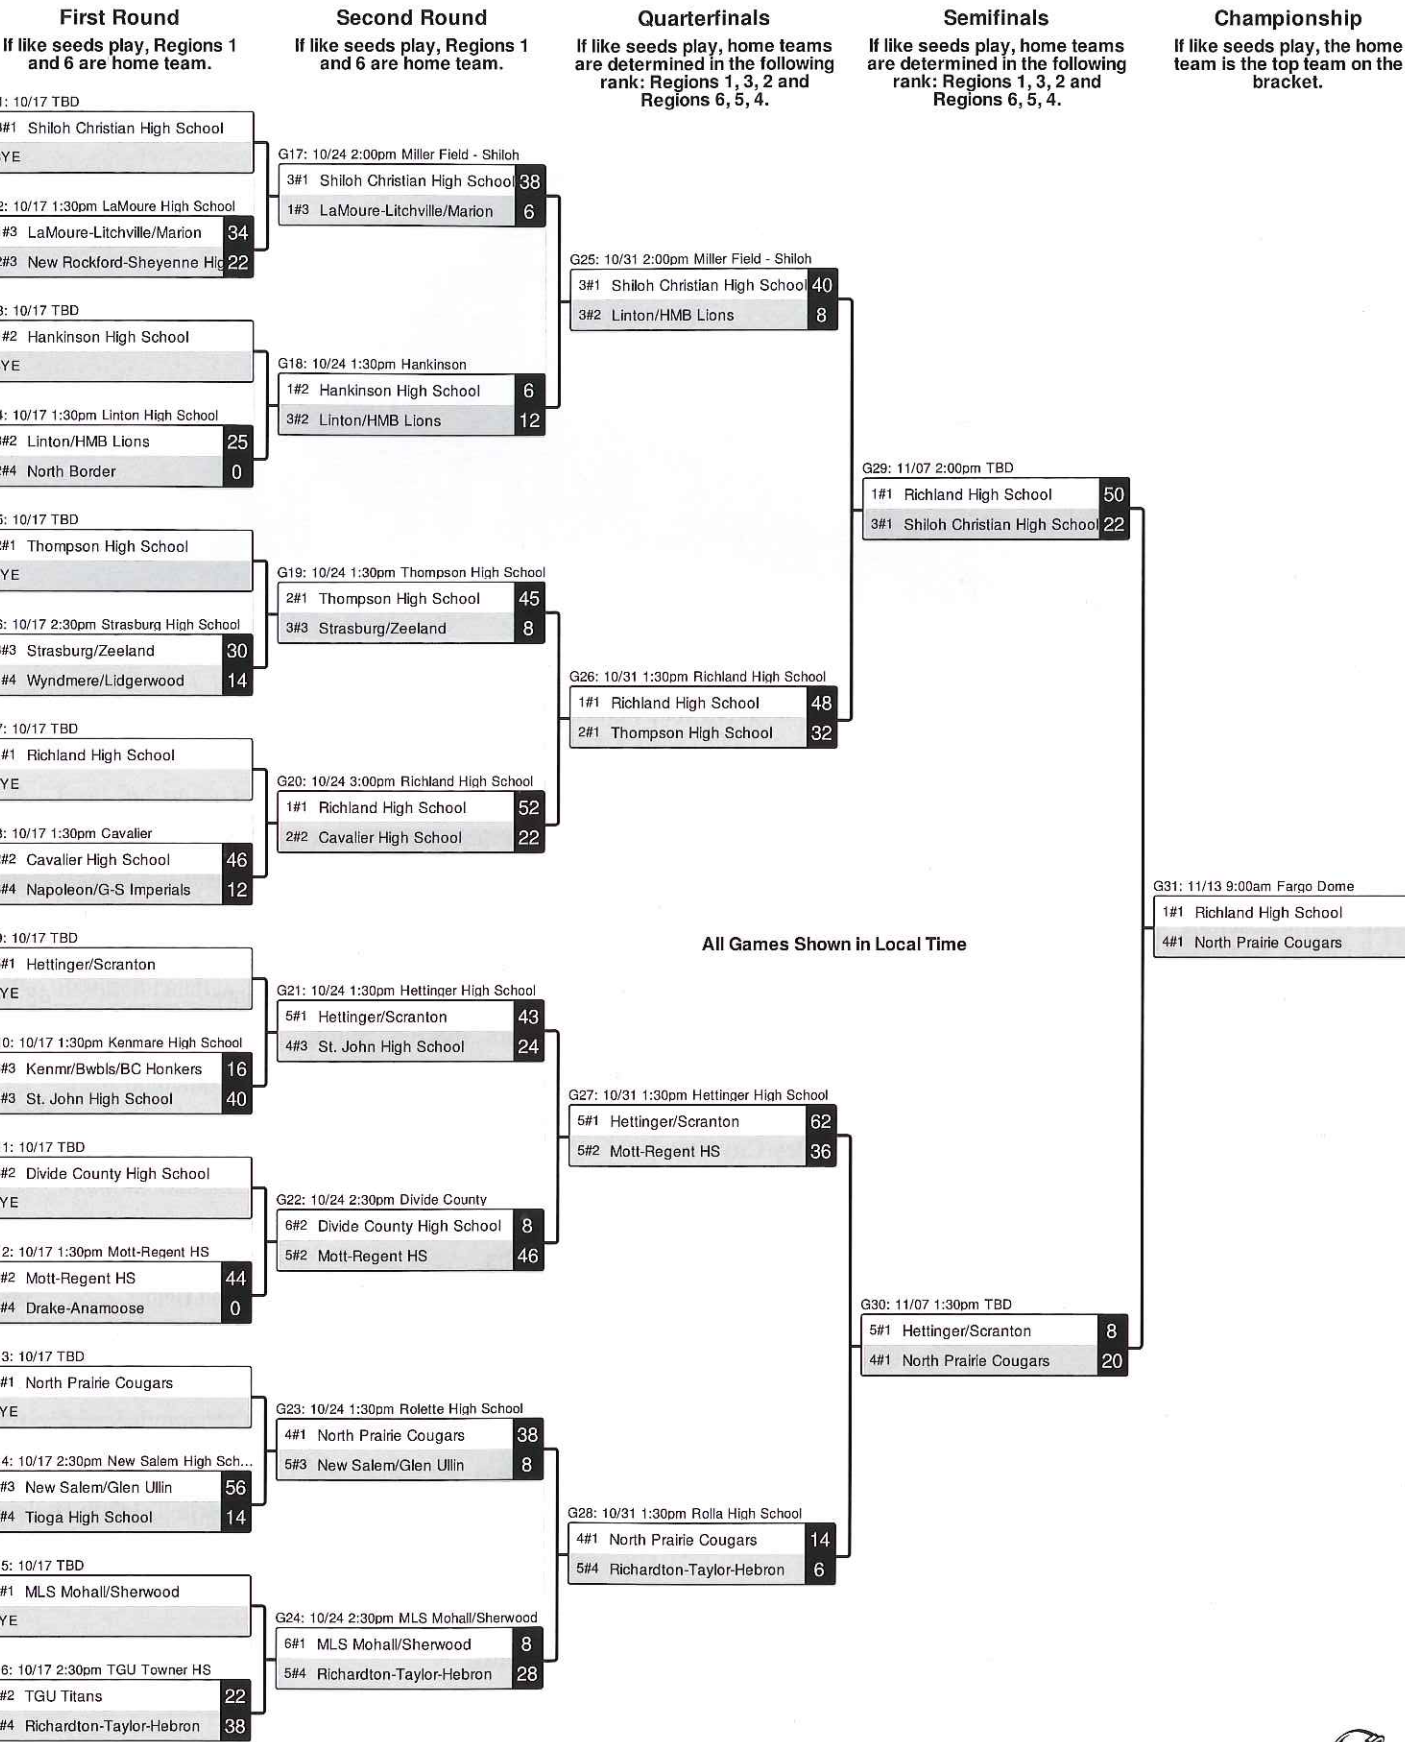 First Round
If like seeds play, Regions 1
and 6 are home team.
1: 10/17 TBD
#1 Shiloh Christian High School
YE
2: 10/17 1:30pm LaMoure High School
#3 LaMoure-Litchville/Marion 34
#3 New Rockford-Sheyenne Hig 22
3: 10/17 TBD
#2 Hankinson High School
YE
4: 10/17 1:30pm Linton High School
#2 Linton/HMB Lions 25
#4 North Border 0
5: 10/17 TBD
#1 Thompson High School
YE
6: 10/17 2:30pm Strasburg High School
#3 Strasburg/Zeeland 30
#4 Wyndmere/Lidgerwood 14
7: 10/17 TBD
#1 Richland High School
YE
8: 10/17 1:30pm Cavalier
#2 Cavalier High School 46
#4 Napoleon/G-S Imperials 12
9: 10/17 TBD
#1 Hettinger/Scranton
YE
0: 10/17 1:30pm Kenmare High School
#3 Kenmr/Bwbls/BC Honkers 16
#3 St. John High School 40
1: 10/17 TBD
#2 Divide County High School
YE
2: 10/17 1:30pm Mott-Regent HS
#2 Mott-Regent HS 44
#4 Drake-Anamoose 0
3: 10/17 TBD
#1 North Prairie Cougars
YE
4: 10/17 2:30pm New Salem High Sch...
#3 New Salem/Glen Ullin 56
#4 Tioga High School 14
5: 10/17 TBD
#1 MLS Mohall/Sherwood
YE
6: 10/17 2:30pm TGU Towner HS
#2 TGU Titans 22
#4 Richardton-Taylor-Hebron 38
Second Round
If like seeds play, Regions 1
and 6 are home team.
G17: 10/24 2:00pm Miller Field - Shiloh
3#1 Shiloh Christian High School 38
1#3 LaMoure-Litchville/Marion 6
G18: 10/24 1:30pm Hankinson
1#2 Hankinson High School 6
3#2 Linton/HMB Lions 12
G19: 10/24 1:30pm Thompson High School
2#1 Thompson High School 45
3#3 Strasburg/Zeeland 8
G20: 10/24 3:00pm Richland High School
1#1 Richland High School 52
2#2 Cavalier High School 22
G21: 10/24 1:30pm Hettinger High School
5#1 Hettinger/Scranton 43
4#3 St. John High School 24
G22: 10/24 2:30pm Divide County
6#2 Divide County High School 8
5#2 Mott-Regent HS 46
G23: 10/24 1:30pm Rolette High School
4#1 North Prairie Cougars 38
5#3 New Salem/Glen Ullin 8
G24: 10/24 2:30pm MLS Mohall/Sherwood
6#1 MLS Mohall/Sherwood 8
5#4 Richardton-Taylor-Hebron 28
Quarterfinals
If like seeds play, home teams
are determined in the following
rank: Regions 1, 3, 2 and
Regions 6, 5, 4.
G25: 10/31 2:00pm Miller Field - Shiloh
3#1 Shiloh Christian High School 40
3#2 Linton/HMB Lions 8
G26: 10/31 1:30pm Richland High School
1#1 Richland High School 48
2#1 Thompson High School 32
G27: 10/31 1:30pm Hettinger High School
5#1 Hettinger/Scranton 62
5#2 Mott-Regent HS 36
G28: 10/31 1:30pm Rolla High School
4#1 North Prairie Cougars 14
5#4 Richardton-Taylor-Hebron 6
Semifinals
If like seeds play, home teams
are determined in the following
rank: Regions 1, 3, 2 and
Regions 6, 5, 4.
G29: 11/07 2:00pm TBD
1#1 Richland High School 50
3#1 Shiloh Christian High School 22
All Games Shown in Local Time
G30: 11/07 1:30pm TBD
5#1 Hettinger/Scranton 8
4#1 North Prairie Cougars 20
Championship
If like seeds play, the home
team is the top team on the
bracket.
G31: 11/13 9:00am Fargo Dome
1#1 Richland High School
4#1 North Prairie Cougars